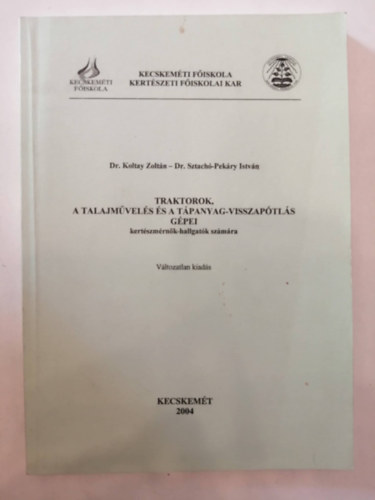 KECSKEMÉTI
FŐISKOLA
KECSKEMÉTI FŐISKOLA
KERTÉSZETI FŐISKOLAI KAR
Dr. Koltay Zoltán – Dr. Sztachó-Pekáry István
TRAKTOROK,
A TALAJMŰVELÉS ÉS A TÁPANYAG-VISSZAPÓTLÁS
GÉPEI
kertészmérnök-hallgatók számára
Változatlan kiadás
KECSKEMÉT
2004